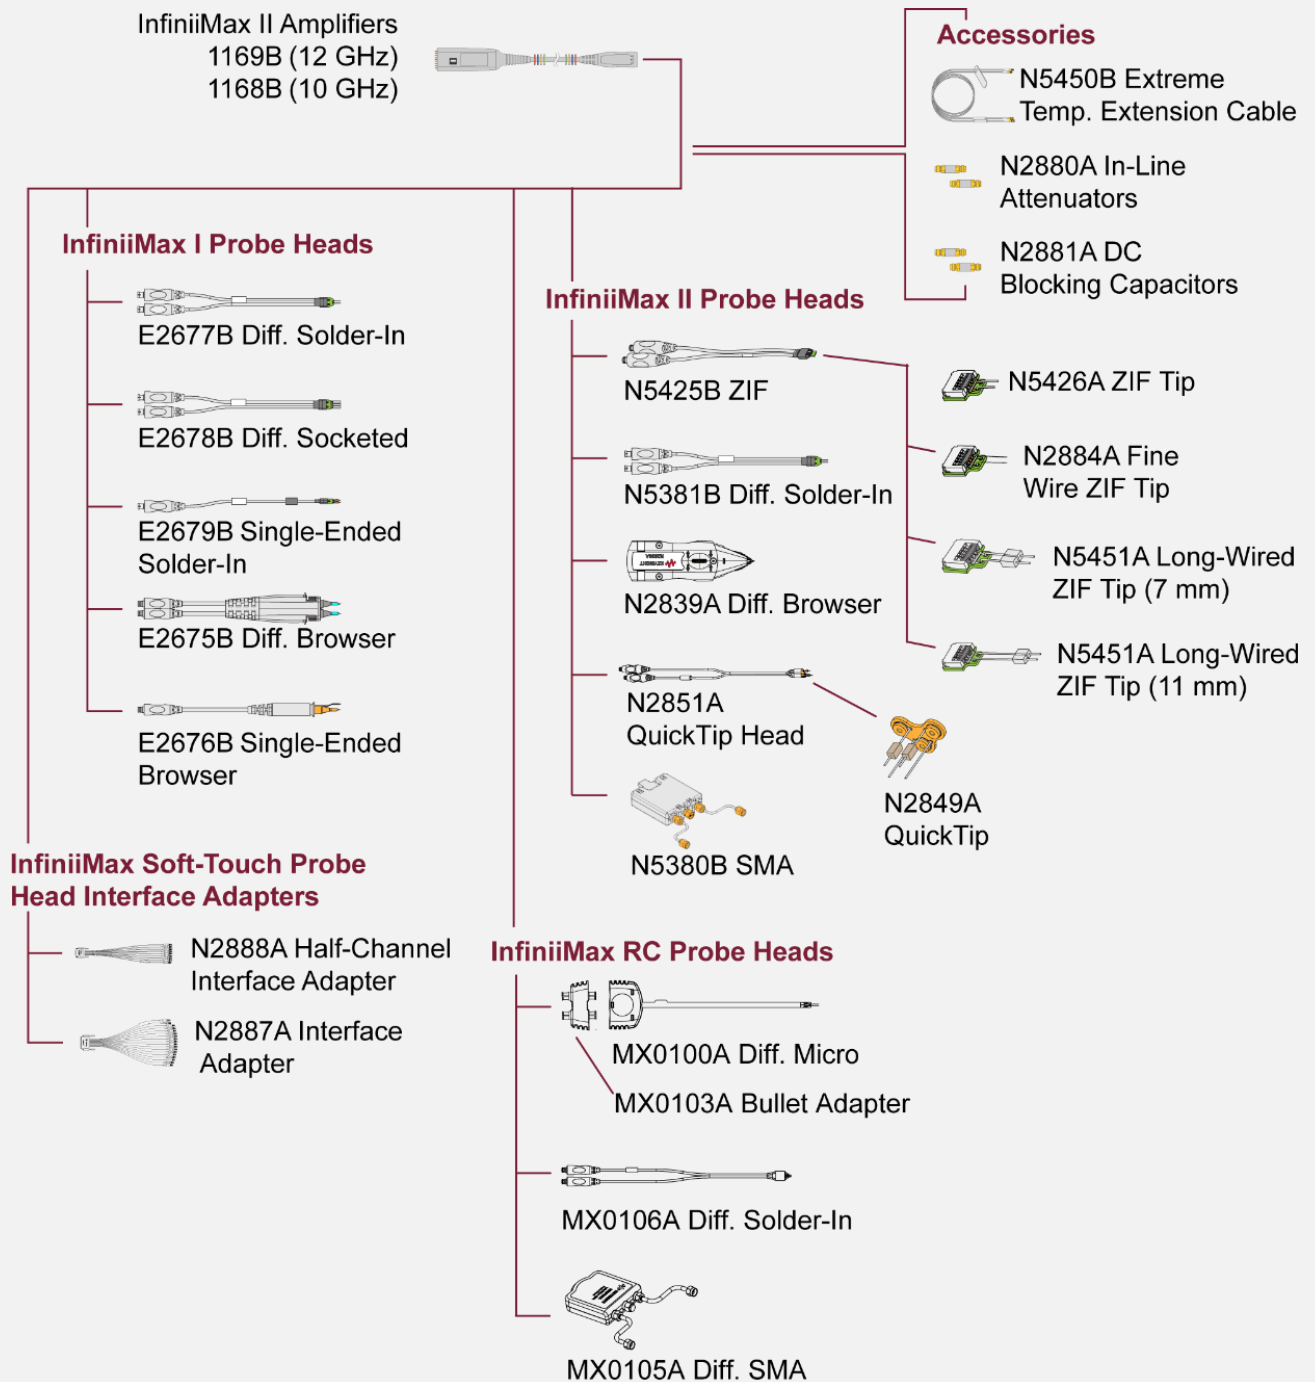 InfiniiMax II Amplifiers
1169B (12 GHz)
1168B (10 GHz)
Accessories
N5450B Extreme
Temp. Extension Cable
N2880A In-Line
Attenuators
N2881A DC
Blocking Capacitors
InfiniiMax I Probe Heads
E2677B Diff. Solder-In
E2678B Diff. Socketed
E2679B Single-Ended
Solder-In
E2675B Diff. Browser
E2676B Single-Ended
Browser
InfiniiMax II Probe Heads
N5425B ZIF
N5426A ZIF Tip
N2884A Fine
Wire ZIF Tip
N5451A Long-Wired
ZIF Tip (7 mm)
N5451A Long-Wired
ZIF Tip (11 mm)
N5381B Diff. Solder-In
KEYSIGHT
N2839A
N2839A Diff. Browser
N2851A
QuickTip Head
N2849A
QuickTip
N5380B SMA
InfiniiMax Soft-Touch Probe
Head Interface Adapters
N2888A Half-Channel
Interface Adapter
N2887A Interface
Adapter
InfiniiMax RC Probe Heads
MX0100A Diff. Micro
MX0103A Bullet Adapter
MX0106A Diff. Solder-In
MX0105A Diff. SMA